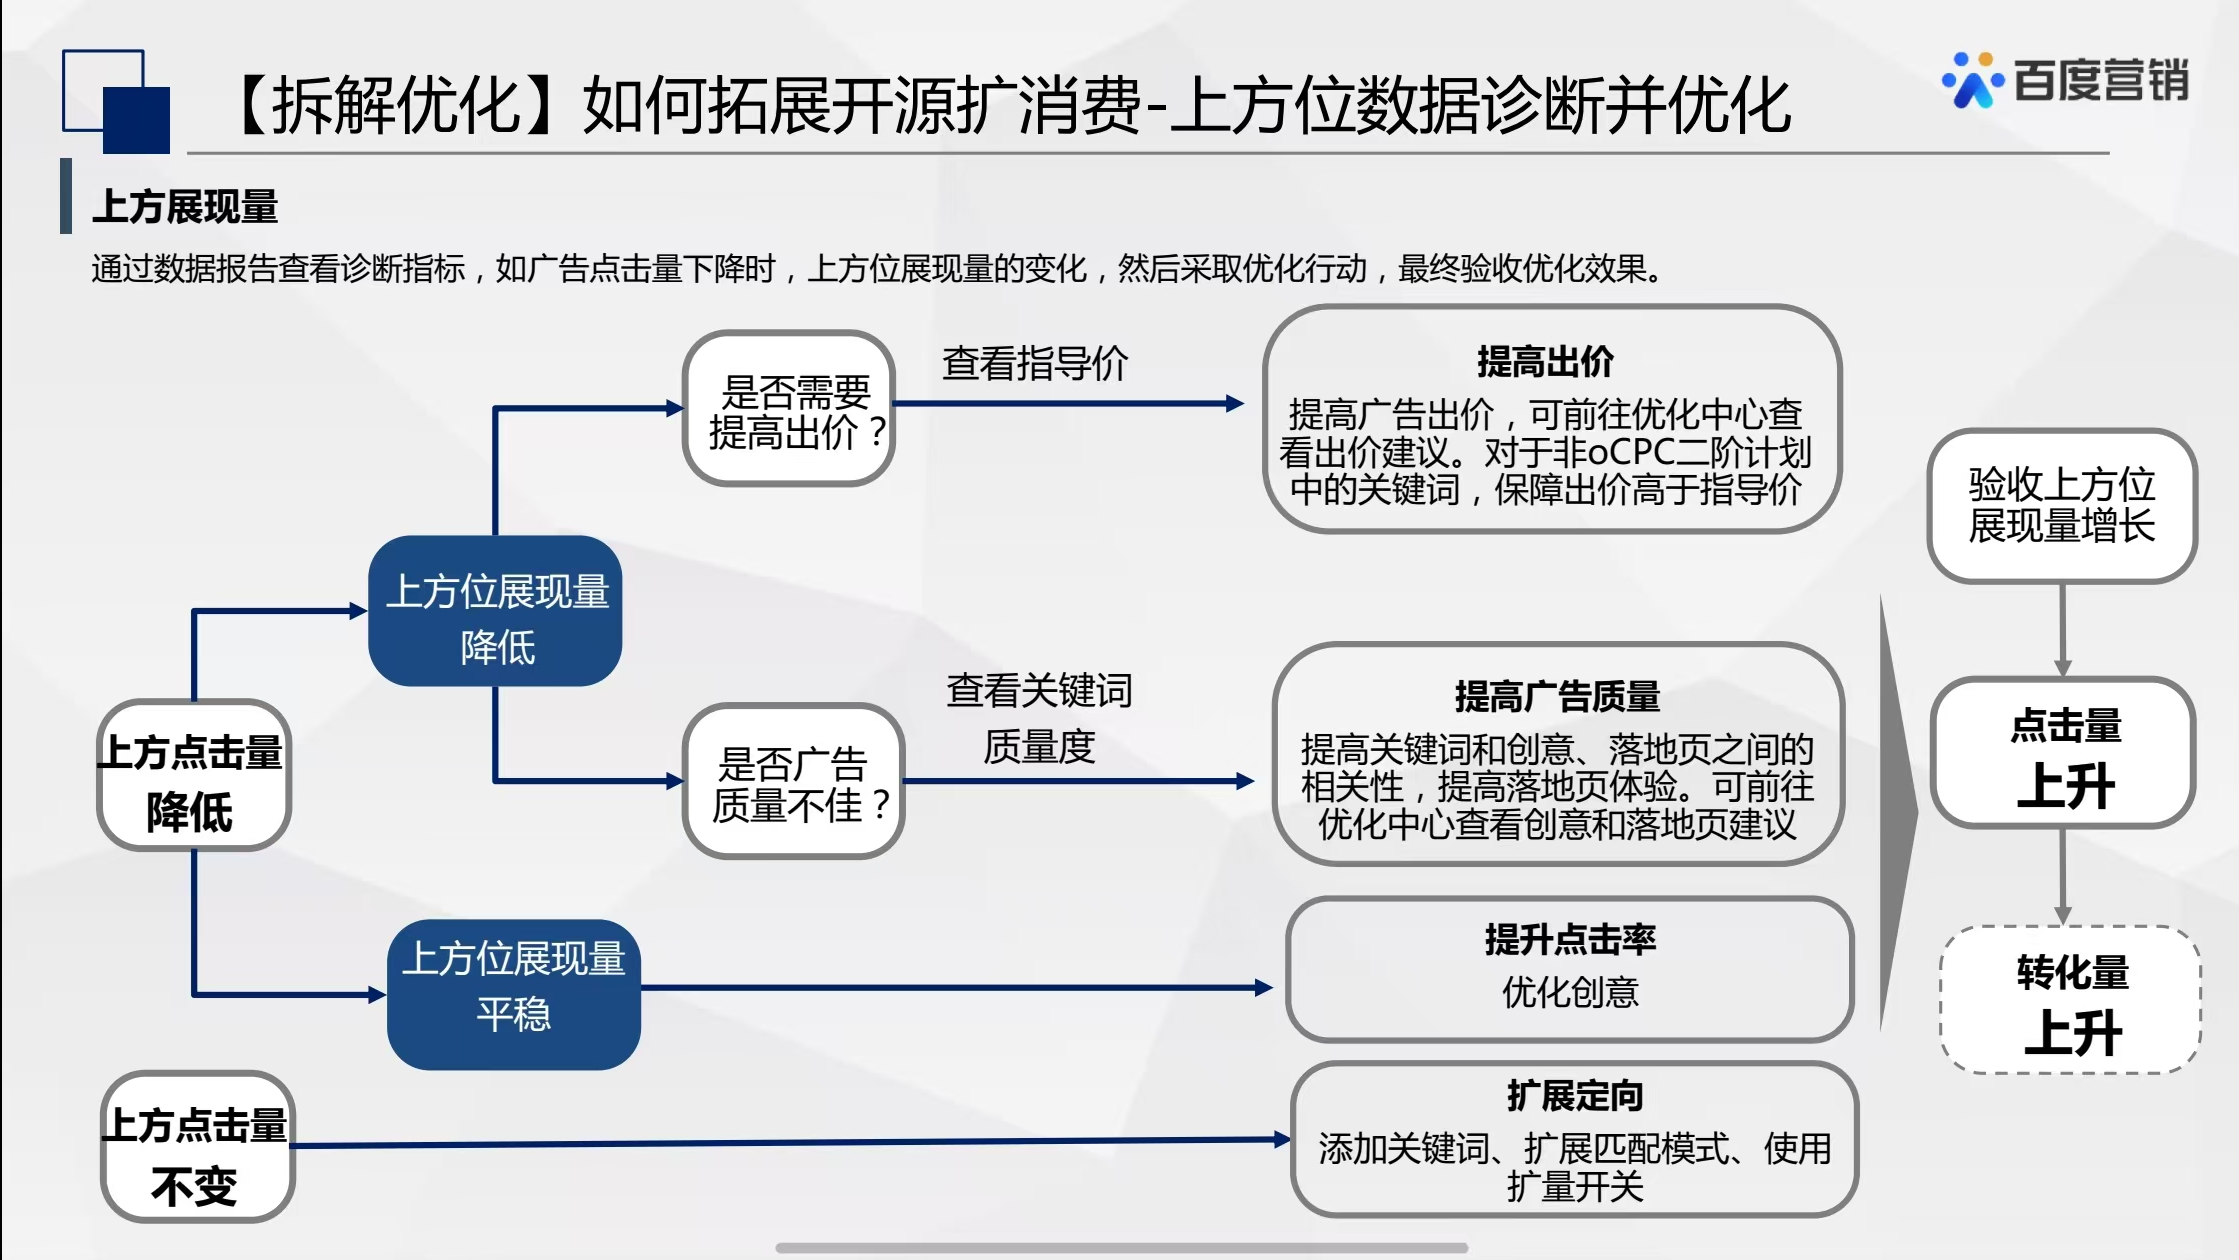 【拆解优化】如何拓展开源扩消费-上方位数据诊断并优化
百度营销
上方展现量
通过数据报告查看诊断指标，如广告点击量下降时，上方位展现量的变化，然后采取优化行动，最终验收优化效果。
是否需要
提高出价？
查看指导价
提高出价
提高广告出价，可前往优化中心查
看出价建议。对于非oCPC二阶计划
中的关键词，保障出价高于指导价
验收上方位
展现量增长
上方位展现量
降低
上方点击量
降低
是否广告
质量不佳？
查看关键词
质量度
提高广告质量
提高关键词和创意、落地页之间的
相关性，提高落地页体验。可前往
优化中心查看创意和落地页建议
点击量
上升
上方位展现量
平稳
提升点击率
优化创意
转化量
上升
上方点击量
不变
扩展定向
添加关键词、扩展匹配模式、使用
扩量开关